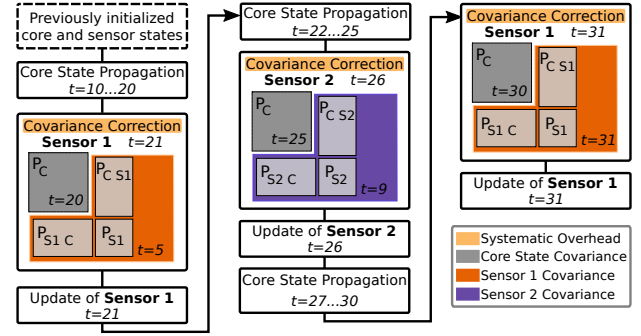 Previously initialized
core and sensor states
Core State Propagation
t=10...20
Covariance Correction
Sensor 1 t=21
P_C
t=20
P_C S1
P_S1 C
P_S1
t=5
Update of Sensor 1
t=21
Core State Propagation
t=22...25
Covariance Correction
Sensor 2 t=26
P_C
t=25
P_C S2
P_S2 C
P_S2
t=9
Update of Sensor 2
t=26
Core State Propagation
t=27...30
Covariance Correction
Sensor 1 t=31
P_C
t=30
P_C S1
P_S1 C
P_S1
t=31
Update of Sensor 1
t=31
Systematic Overhead
Core State Covariance
Sensor 1 Covariance
Sensor 2 Covariance